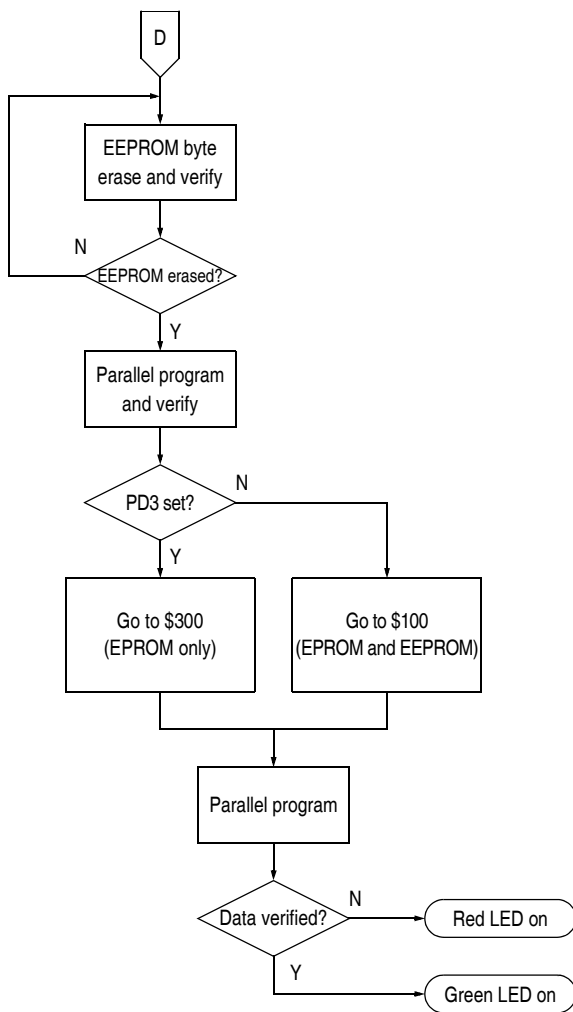 D
EEPROM byte
erase and verify
N
EEPROM erased?
Y
Parallel program
and verify
N
PD3 set?
Y
Go to $300
(EPROM only)
Go to $100
(EPROM and EEPROM)
Parallel program
N
Data verified?
Red LED on
Y
Green LED on